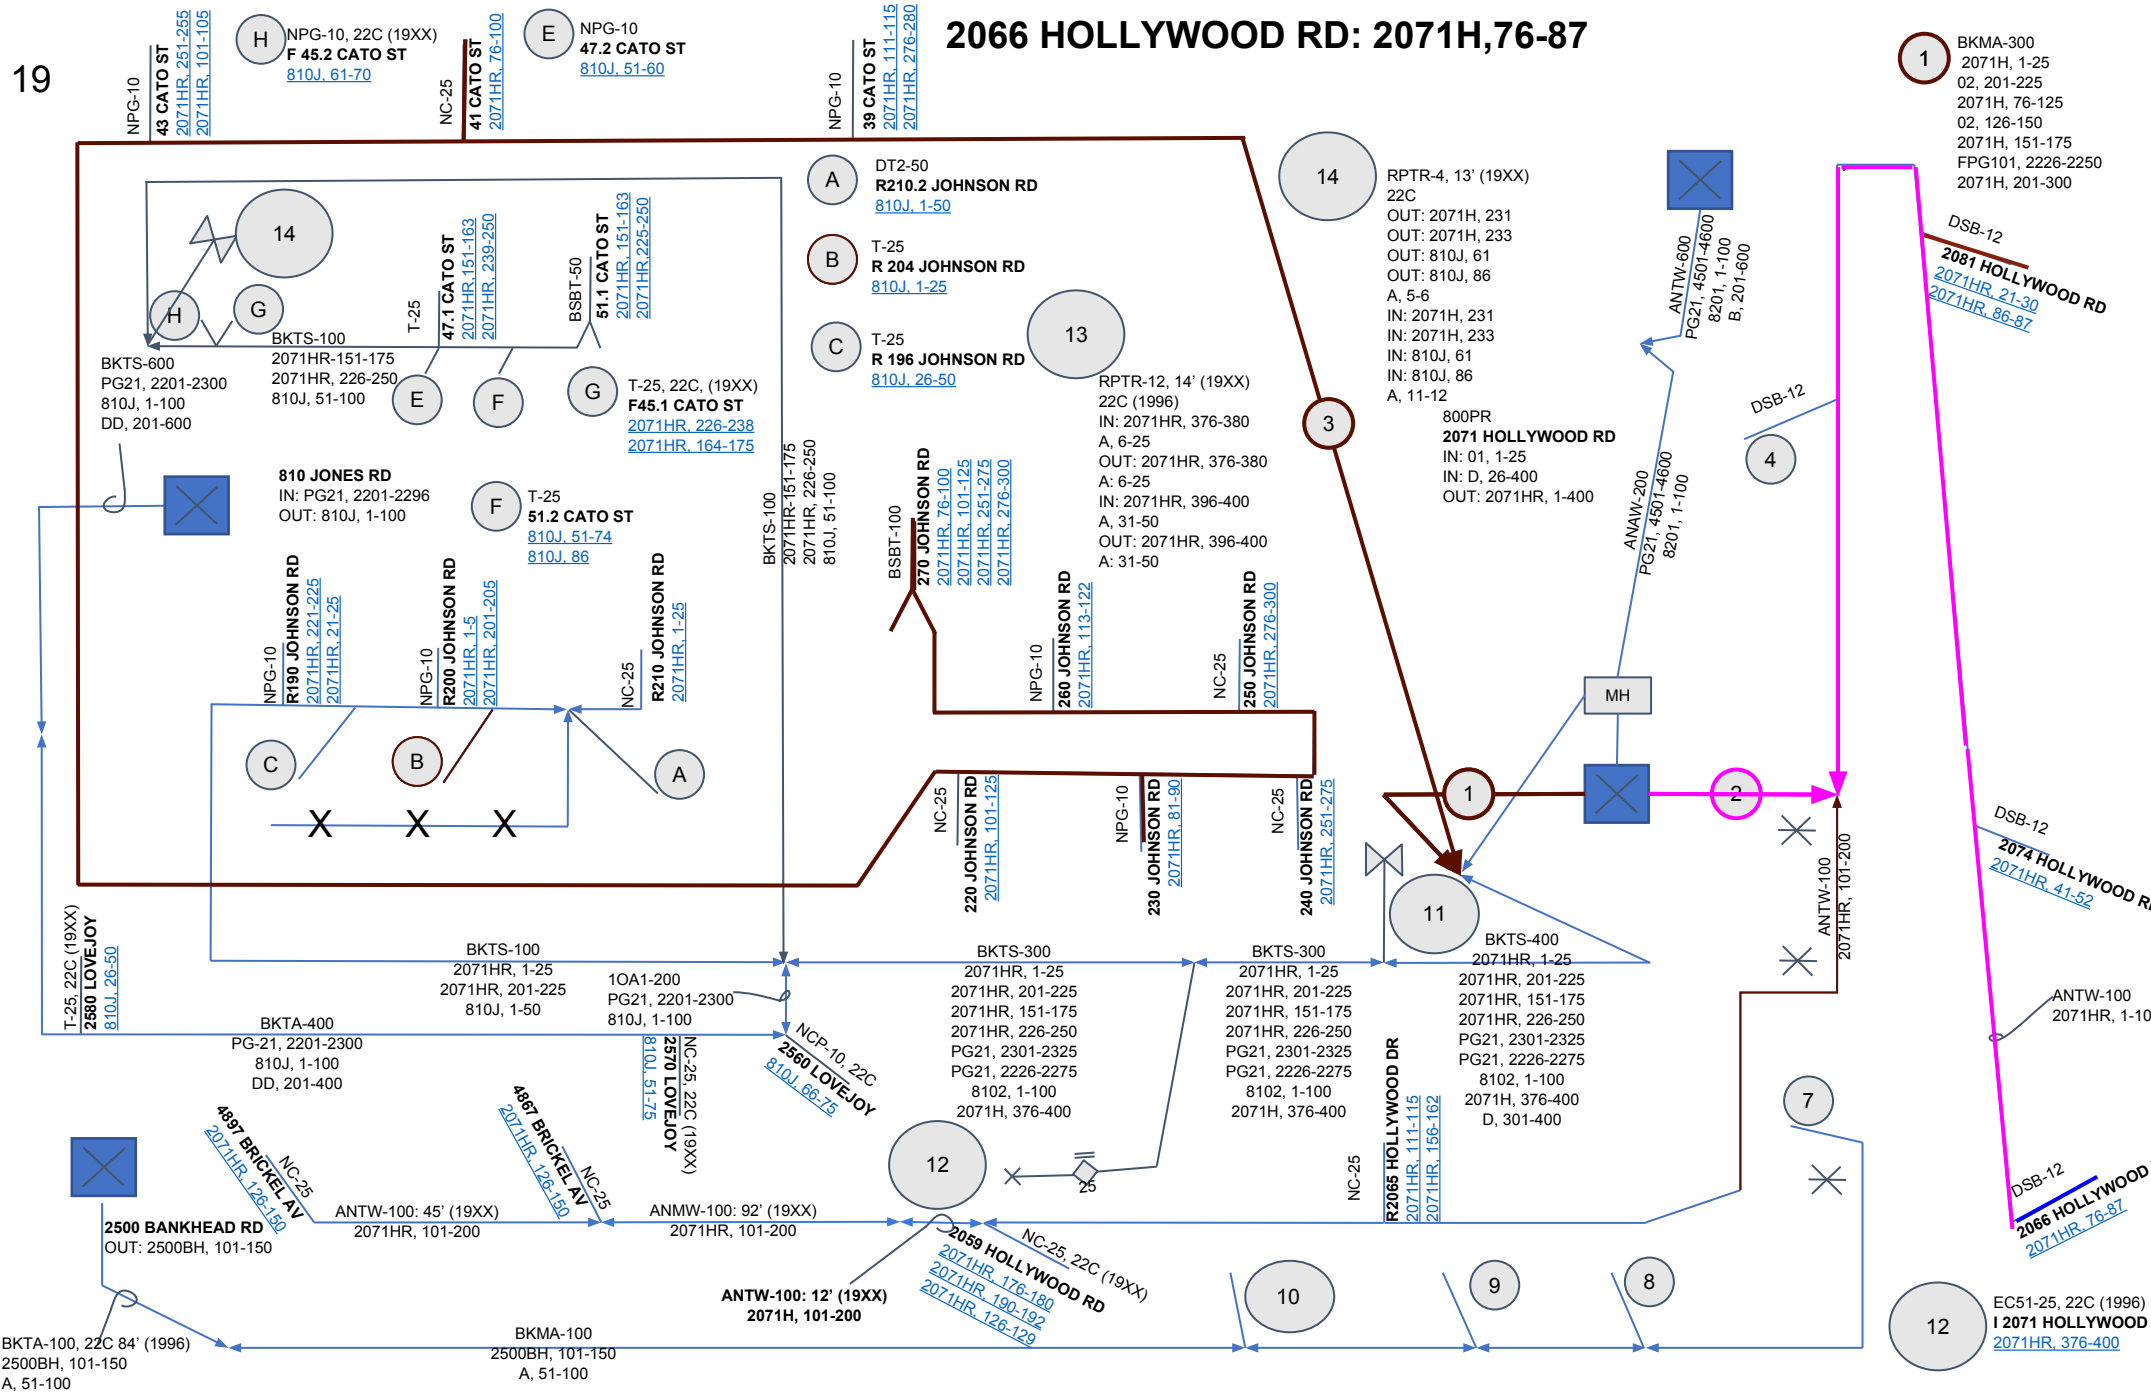 2066 HOLLYWOOD RD: 2071H,76-87
19
NPG-10
43 CATO ST
2071HR, 251-255
2071HR, 101-105
H
NPG-10, 22C (19XX)
F 45.2 CATO ST
810J, 61-70
NC-25
41 CATO ST
2071HR, 76-100
E
NPG-10
47.2 CATO ST
810J, 51-60
NPG-10
39 CATO ST
2071HR, 111-115
2071HR, 276-280
1
BKMA-300
2071H, 1-25
02, 201-225
2071H, 76-125
02, 126-150
2071H, 151-175
FPG101, 2226-2250
2071H, 201-300
A
DT2-50
R210.2 JOHNSON RD
810J, 1-50
B
T-25
R 204 JOHNSON RD
810J, 1-25
C
T-25
R 196 JOHNSON RD
810J, 26-50
14
RPTR-4, 13' (19XX)
22C
OUT: 2071H, 231
OUT: 2071H, 233
OUT: 810J, 61
OUT: 810J, 86
A, 5-6
IN: 2071H, 231
IN: 2071H, 233
IN: 810J, 61
IN: 810J, 86
A, 11-12
800PR
2071 HOLLYWOOD RD
IN: 01, 1-25
IN: D, 26-400
OUT: 2071HR, 1-400
ANTW-600
PG21, 4501-4600
8201, 1-100
B, 201-600
ANAW-200
PG21, 4501-4600
8201, 1-100
DSB-12
2081 HOLLYWOOD RD
2071HR, 21-30
2071HR, 86-87
DSB-12
4
14
H
G
T-25
47.1 CATO ST
2071HR,151-163
2071HR, 239-250
BSBT-50
51.1 CATO ST
2071HR, 151-163
2071HR,225-250
BKTS-100
2071HR-151-175
2071HR, 226-250
810J, 51-100
BKTS-600
PG21, 2201-2300
810J, 1-100
DD, 201-600
E
F
G
T-25, 22C, (19XX)
F45.1 CATO ST
2071HR, 226-238
2071HR, 164-175
13
RPTR-12, 14' (19XX)
22C (1996)
IN: 2071HR, 376-380
A, 6-25
OUT: 2071HR, 376-380
A: 6-25
IN: 2071HR, 396-400
A, 31-50
OUT: 2071HR, 396-400
A: 31-50
3
810 JONES RD
IN: PG21, 2201-2296
OUT: 810J, 1-100
F
T-25
51.2 CATO ST
810J, 51-74
810J, 86
BKTS-100
2071HR-151-175
2071HR, 226-250
810J, 51-100
BSBT-100
270 JOHNSON RD
2071HR, 76-100
2071HR, 101-125
2071HR, 251-275
2071HR, 276-300
NPG-10
R190 JOHNSON RD
2071HR, 221-225
2071HR, 21-25
NPG-10
R200 JOHNSON RD
2071HR, 1-5
2071HR, 201-205
NC-25
R210 JOHNSON RD
2071HR, 1-25
NPG-10
260 JOHNSON RD
2071HR, 113-122
NC-25
250 JOHNSON RD
2071HR, 276-300
MH
C
B
A
X X X
NC-25
220 JOHNSON RD
2071HR, 101-125
NPG-10
230 JOHNSON RD
2071HR, 81-90
NC-25
240 JOHNSON RD
2071HR, 251-275
1
2
11
ANTW-100
2071HR, 101-200
DSB-12
2074 HOLLYWOOD R
2071HR, 41-52
T-25, 22C (19XX)
2580 LOVEJOY
810J, 26-50
BKTS-100
2071HR, 1-25
2071HR, 201-225
810J, 1-50
1OA1-200
PG21, 2201-2300
810J, 1-100
BKTS-300
2071HR, 1-25
2071HR, 201-225
2071HR, 151-175
2071HR, 226-250
PG21, 2301-2325
PG21, 2226-2275
8102, 1-100
2071H, 376-400
BKTS-300
2071HR, 1-25
2071HR, 201-225
2071HR, 151-175
2071HR, 226-250
PG21, 2301-2325
PG21, 2226-2275
8102, 1-100
2071H, 376-400
BKTS-400
2071HR, 1-25
2071HR, 201-225
2071HR, 151-175
2071HR, 226-250
PG21, 2301-2325
PG21, 2226-2275
8102, 1-100
2071H, 376-400
D, 301-400
ANTW-100
2071HR, 1-10
BKTA-400
PG-21, 2201-2300
810J, 1-100
DD, 201-400
NC-25, 22C (19XX)
2570 LOVEJOY
810J, 51-75
NCP-10, 22C
2560 LOVEJOY
810J, 66-75
7
NC-25
4897 BRICKEL AV
2071HR, 126-150
NC-25
4867 BRICKEL AV
2071HR, 126-150
12
25
NC-25
R2065 HOLLYWOOD DR
2071HR, 111-115
2071HR, 156-162
DSB-12
2066 HOLLYWOOD
2071HR, 76-87
2500 BANKHEAD RD
OUT: 2500BH, 101-150
ANTW-100: 45' (19XX)
2071HR, 101-200
ANMW-100: 92' (19XX)
2071HR, 101-200
NC-25, 22C (19XX)
2059 HOLLYWOOD RD
2071HR, 176-180
2071HR, 190-192
2071HR, 126-129
ANTW-100: 12' (19XX)
2071H, 101-200
10
9
8
BKTA-100, 22C 84' (1996)
2500BH, 101-150
A, 51-100
BKMA-100
2500BH, 101-150
A, 51-100
12
EC51-25, 22C (1996)
I 2071 HOLLYWOOD
2071HR, 376-400